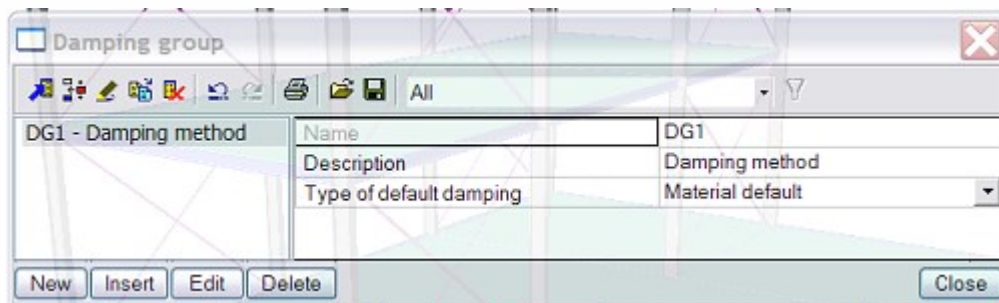 Damping group
All
DG1 - Damping method
Name DG1
Description Damping method
Type of default damping Material default
New Insert Edit Delete Close